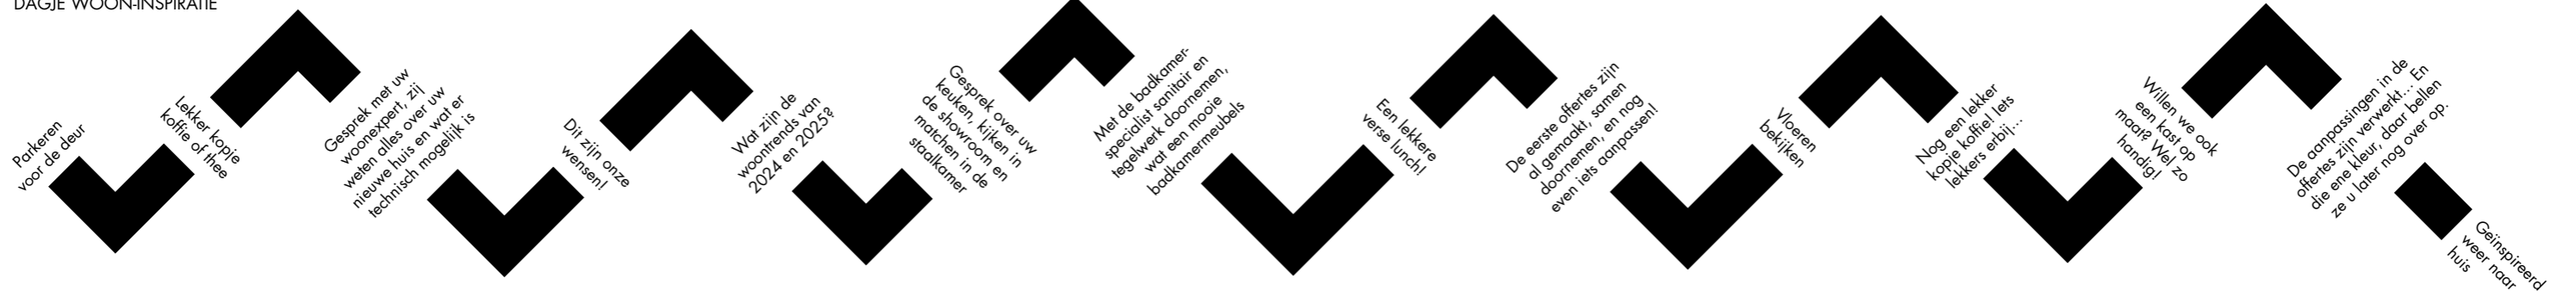 DAGJE WOON-INSPIRATIE
Parkeren
voor de deur
Lekker kopje
koffie of thee
Gesprek met uw
woonexpert, zij
weten alles over uw
nieuwe huis en wat er
technisch mogelijk is
Dit zijn onze
wensen!
Wat zijn de
woontrends van
2024 en 2025?
Gesprek over uw
keuken, kijken in
de showroom en
matchen in de
staalkamer
Met de badkamer-
specialist sanitair en
tegelwerk doornemen,
wat een mooie
badkamermeubels
Een lekkere
verse lunch!
De eerste offertes zijn
al gemaakt, samen
doornemen, en nog
even iets aanpassen!
Vloeren
bekijken
Nog een lekker
kopje koffie! Iets
lekkers erbij...
Willen we ook
een kast op
maat? Wel zo
handig!
De aanpassingen in de
offertes zijn verwerkt... En
die ene kleur, daar bellen
ze u later nog over op.
Geïnspireerd
weer naar
huis